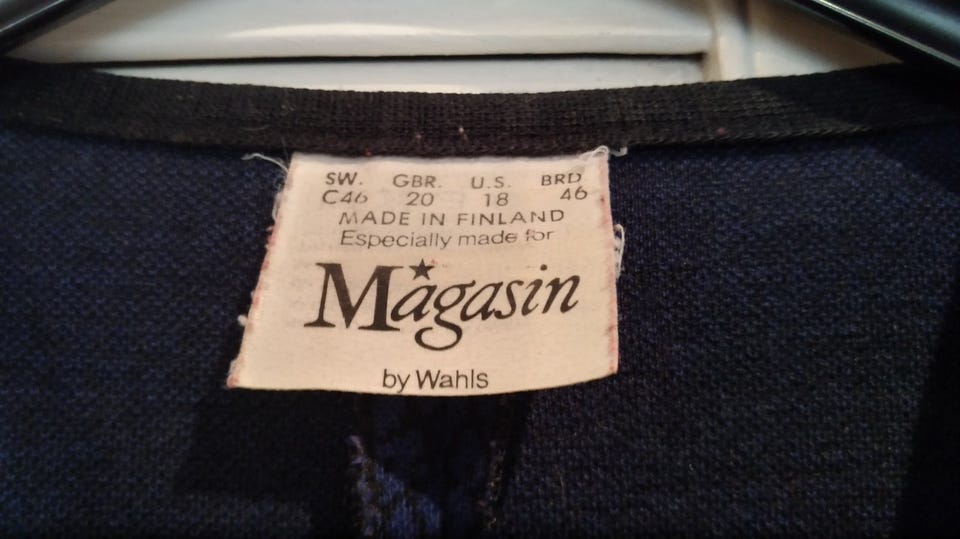 SW. GBR. U.S. BRD
C46 20 18 46
MADE IN FINLAND
Especially made for
Magasin
by Wahls